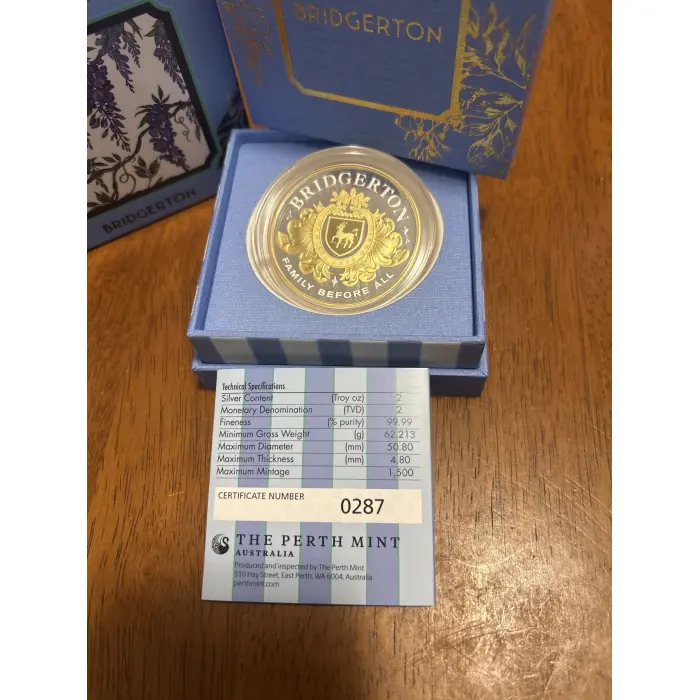 BRIDGERTON
BRIDGERTON
BRIDGERTON
FAMILY BEFORE ALL
Technical Specifications
Silver Content (Troy oz) 2
Monetary Denomination (TVD) 2
Fineness (% purity) 99.99
Minimum Gross Weight (g) 62.213
Maximum Diameter (mm) 50.80
Maximum Thickness (mm) 4.80
Maximum Mintage 1,500
CERTIFICATE NUMBER 0287
THE PERTH MINT
AUSTRALIA
Produced and inspected by The Perth Mint
310 Hay Street, East Perth, WA 6004, Australia
perthmint.com